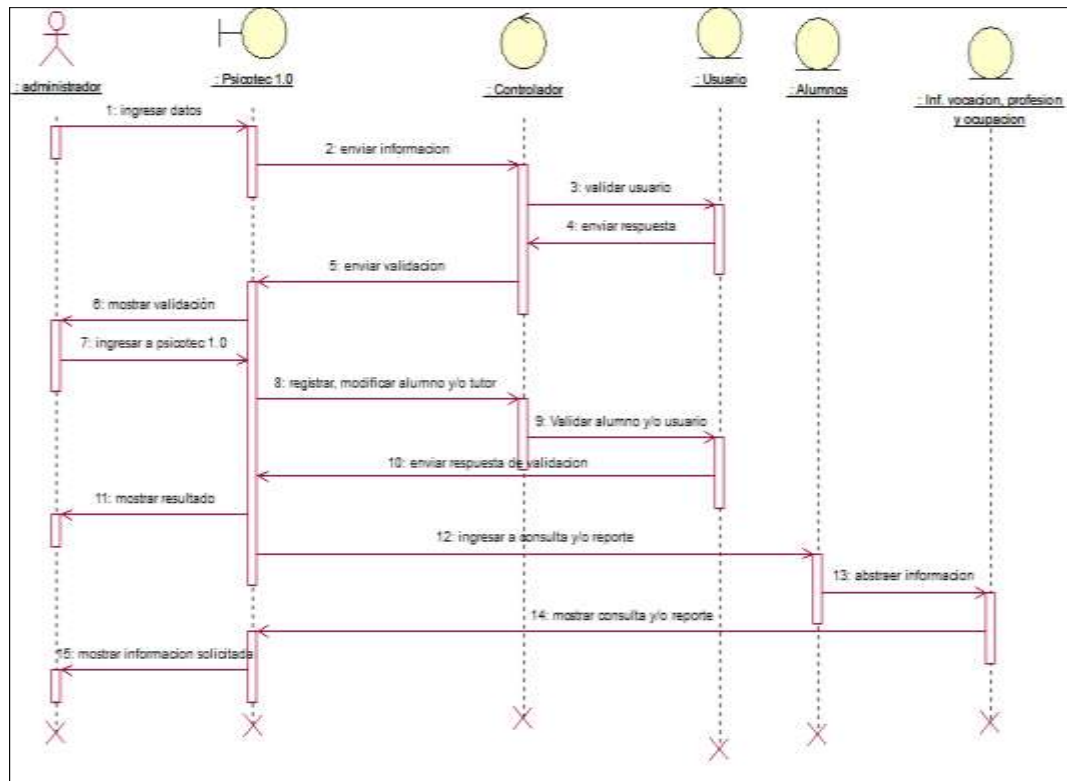 : administrador
: Psicotec 1.0
: Controlador
: Usuario
: Alumnos
: Inf. vocacion, profesion
y ocupacion
1: ingresar datos
2: enviar informacion
3: validar usuario
4: enviar respuesta
5: enviar validacion
6: mostrar validación
7: ingresar a psicotec 1.0
8: registrar, modificar alumno y/o tutor
9: Validar alumno y/o usuario
10: enviar respuesta de validacion
11: mostrar resultado
12: ingresar a consulta y/o reporte
13: abstraer informacion
14: mostrar consulta y/o reporte
15: mostrar informacion solicitada